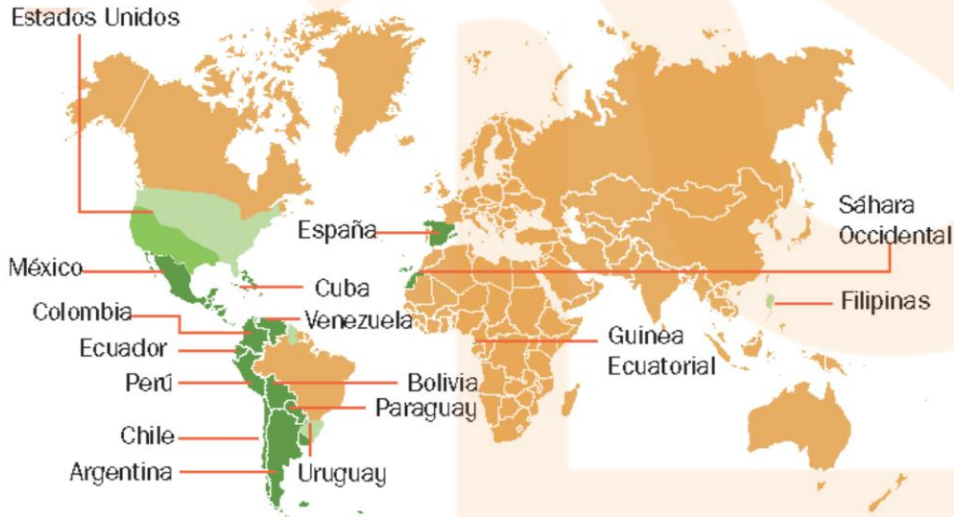 Estados Unidos
Sáhara
Occidental
España
México
Cuba
Filipinas
Colombia
Venezuela
Guinea
Ecuatorial
Ecuador
Perú
Bolivia
Paraguay
Chile
Argentina
Uruguay